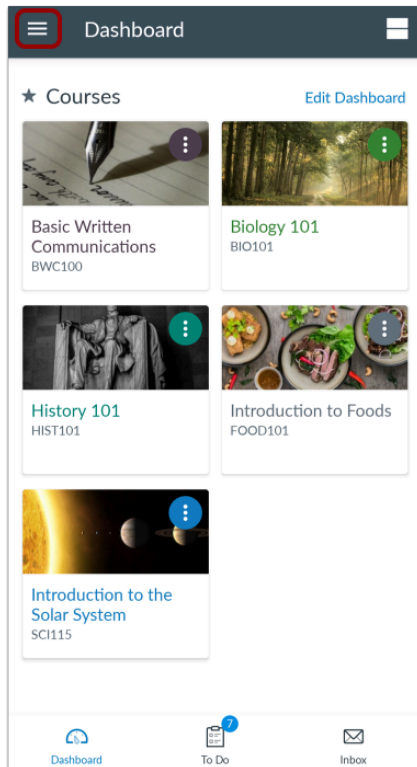 Dashboard
Courses
Edit Dashboard
Basic Written
Communications
BWC100
Biology 101
BIO101
History 101
HIST101
Introduction to Foods
FOOD101
Introduction to the
Solar System
SCI115
7
Dashboard
To Do
Inbox